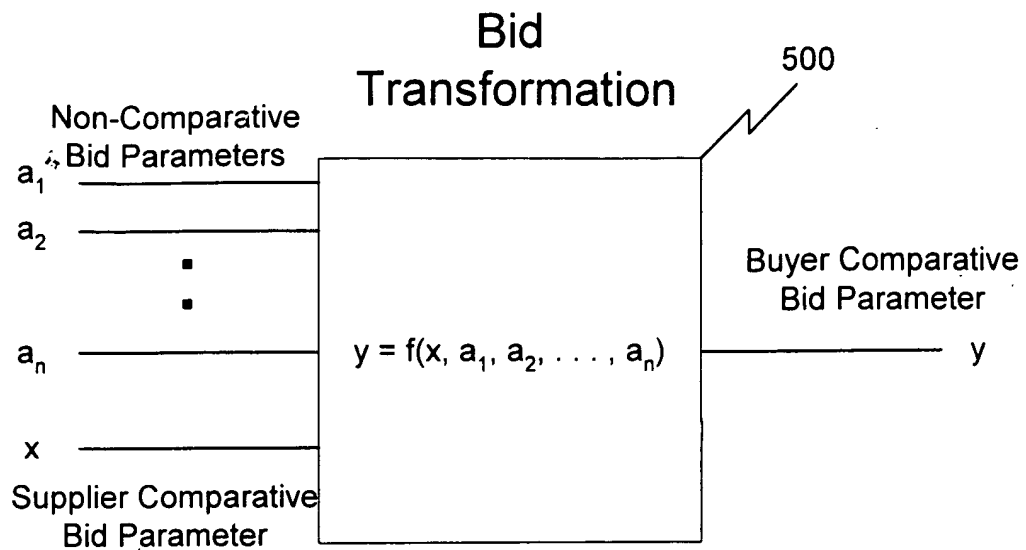 Bid
Transformation
500
Non-Comparative
Bid Parameters
a₁
a₂
aₙ
x
Supplier Comparative
Bid Parameter
y = f(x, a₁, a₂, . . . , aₙ)
Buyer Comparative
Bid Parameter
y